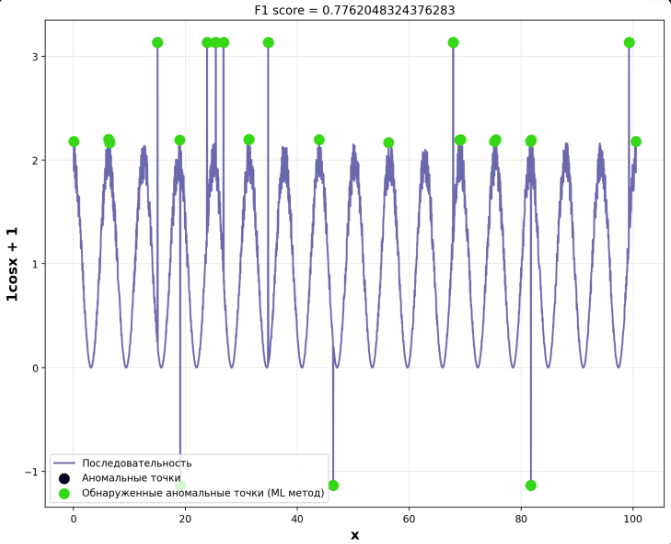 F1 score = 0.7762048324376283
1cosx + 1
3
2
1
0
−1
Последовательность
Аномальные точки
Обнаруженные аномальные точки (ML метод)
0 20 40 60 80 100
x